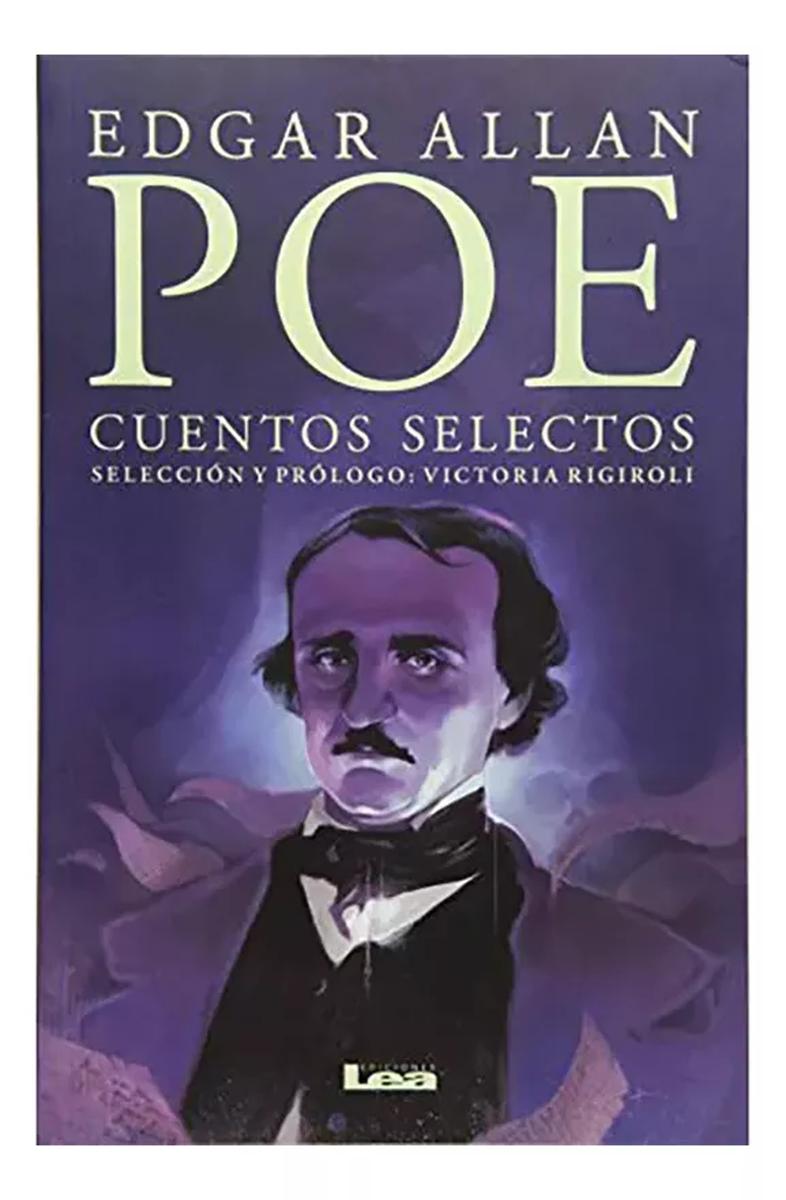 EDGAR ALLAN
POE
CUENTOS SELECTOS
SELECCIÓN Y PRÓLOGO: VICTORIA RIGIROLI
EDICIONES
Lea